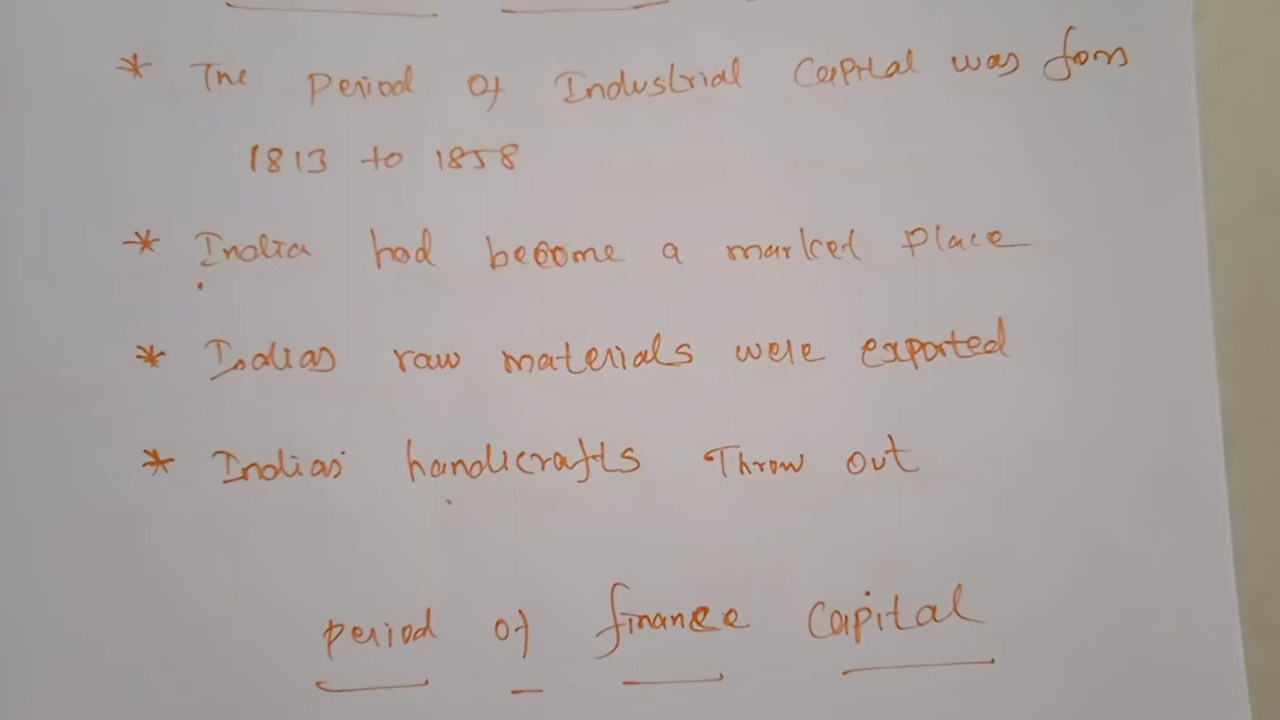 * The Period of Industrial Capital was from
1813 to 1858
* India had become a market place
* Indias raw materials were exported
* Indias handicrafts Throw out
period of finance capital